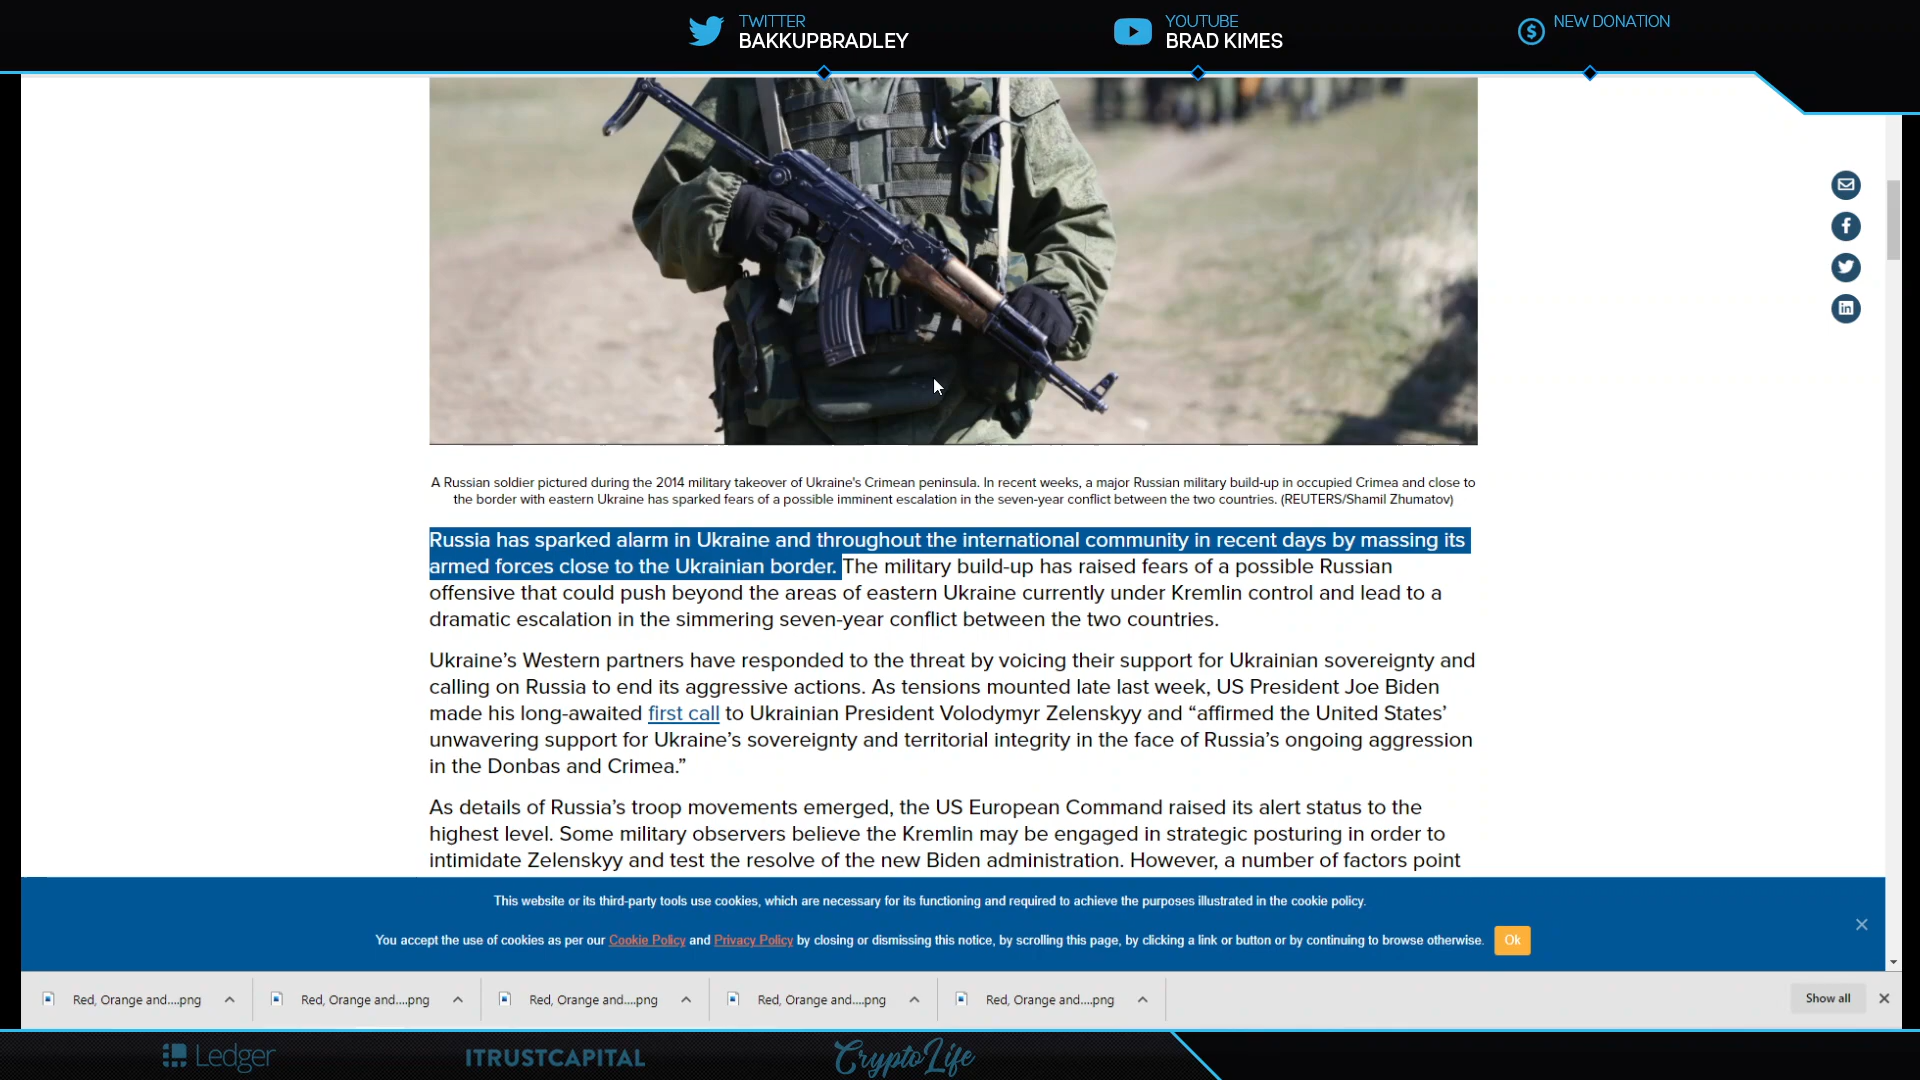 TWITTER
BAKKUPBRADLEY
YOUTUBE
BRAD KIMES
NEW DONATION
A Russian soldier pictured during the 2014 military takeover of Ukraine's Crimean peninsula. In recent weeks, a major Russian military build-up in occupied Crimea and close to
the border with eastern Ukraine has sparked fears of a possible imminent escalation in the seven-year conflict between the two countries. (REUTERS/Shamil Zhumatov)
Russia has sparked alarm in Ukraine and throughout the international community in recent days by massing its
armed forces close to the Ukrainian border. The military build-up has raised fears of a possible Russian
offensive that could push beyond the areas of eastern Ukraine currently under Kremlin control and lead to a
dramatic escalation in the simmering seven-year conflict between the two countries.
Ukraine’s Western partners have responded to the threat by voicing their support for Ukrainian sovereignty and
calling on Russia to end its aggressive actions. As tensions mounted late last week, US President Joe Biden
made his long-awaited first call to Ukrainian President Volodymyr Zelenskyy and “affirmed the United States’
unwavering support for Ukraine’s sovereignty and territorial integrity in the face of Russia’s ongoing aggression
in the Donbas and Crimea.”
As details of Russia’s troop movements emerged, the US European Command raised its alert status to the
highest level. Some military observers believe the Kremlin may be engaged in strategic posturing in order to
intimidate Zelenskyy and test the resolve of the new Biden administration. However, a number of factors point
This website or its third-party tools use cookies, which are necessary for its functioning and required to achieve the purposes illustrated in the cookie policy.
You accept the use of cookies as per our Cookie Policy and Privacy Policy by closing or dismissing this notice, by scrolling this page, by clicking a link or button or by continuing to browse otherwise. Ok
Red, Orange and....png Red, Orange and....png Red, Orange and....png Red, Orange and....png Red, Orange and....png Show all
Ledger ITRUSTCAPITAL CryptoLife